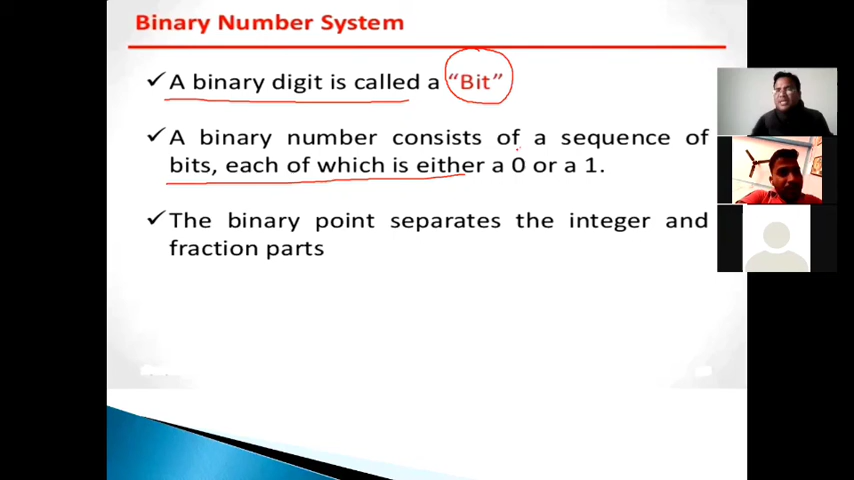 Binary Number System
✓ A binary digit is called a “Bit”
✓ A binary number consists of a sequence of
bits, each of which is either a 0 or a 1.
✓ The binary point separates the integer and
fraction parts